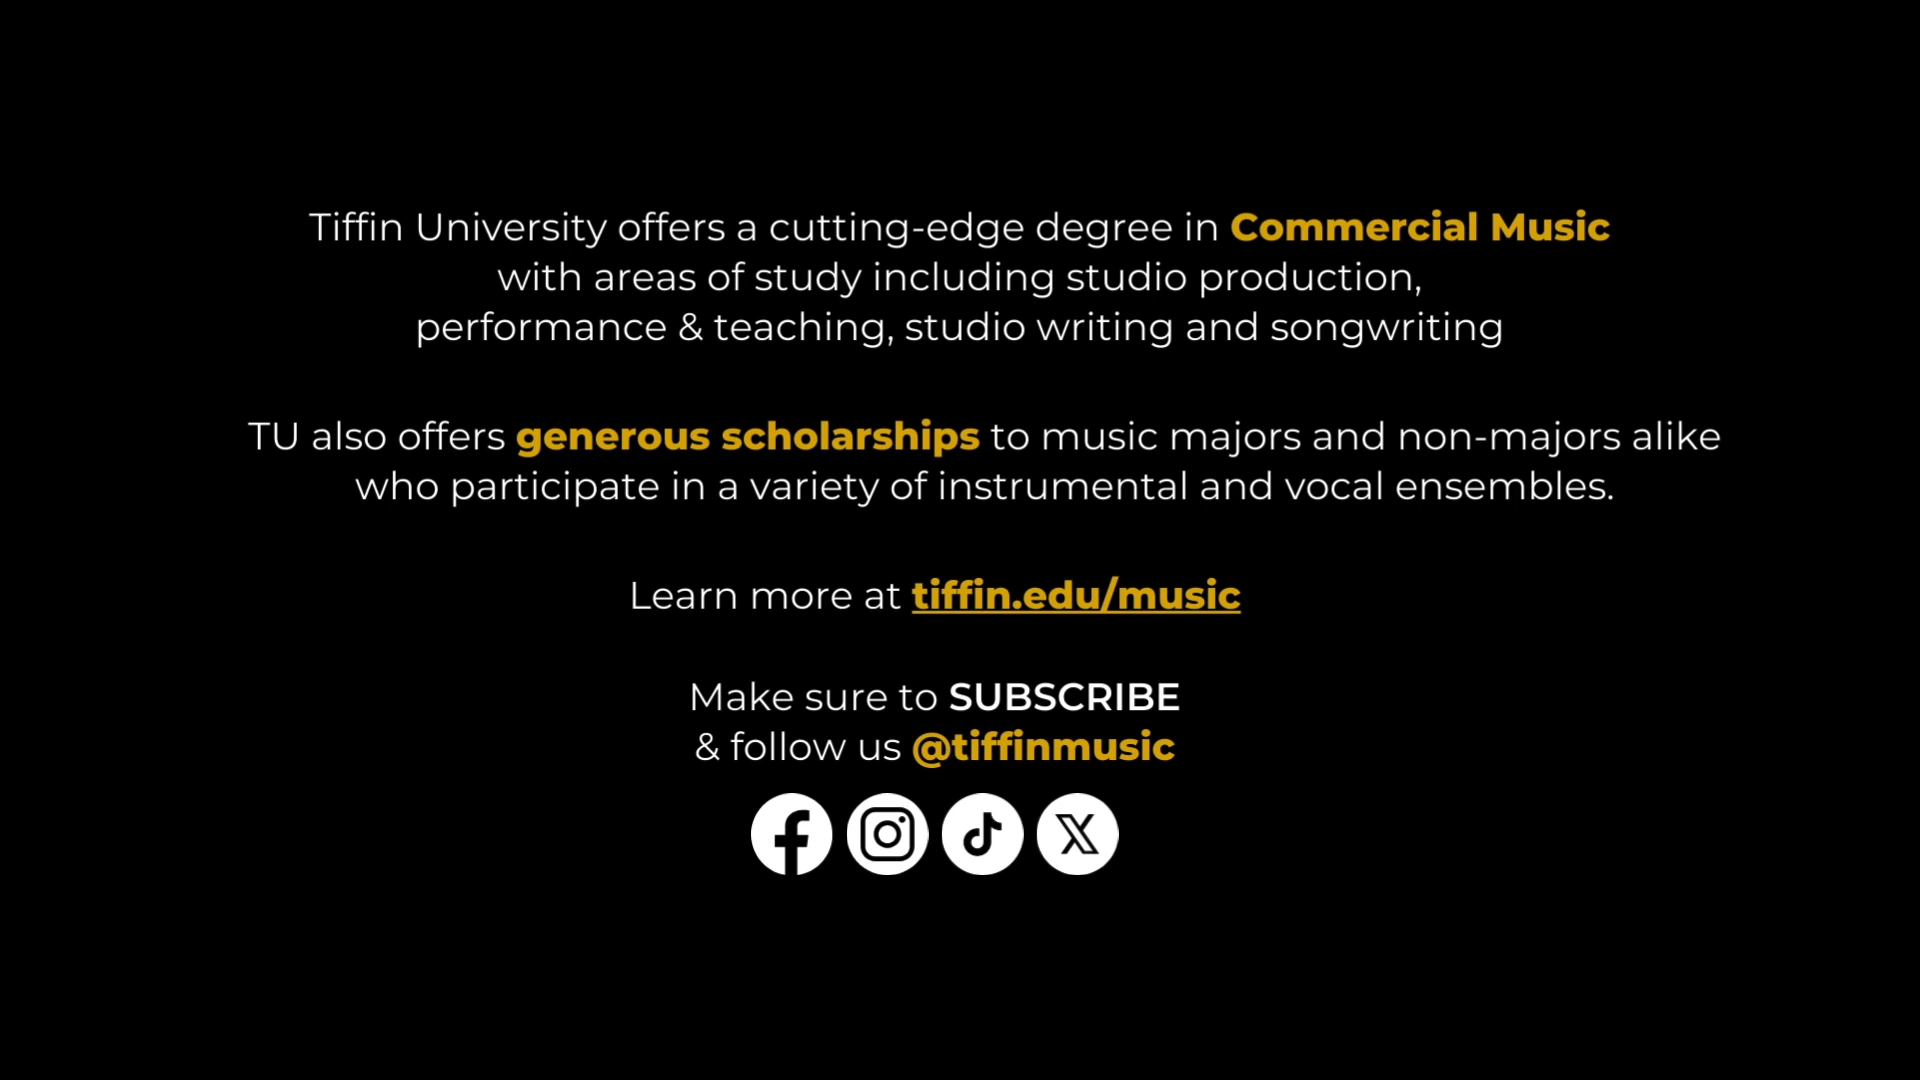 Tiffin University offers a cutting-edge degree in Commercial Music
with areas of study including studio production,
performance & teaching, studio writing and songwriting
TU also offers generous scholarships to music majors and non-majors alike
who participate in a variety of instrumental and vocal ensembles.
Learn more at tiffin.edu/music
Make sure to SUBSCRIBE
& follow us @tiffinmusic